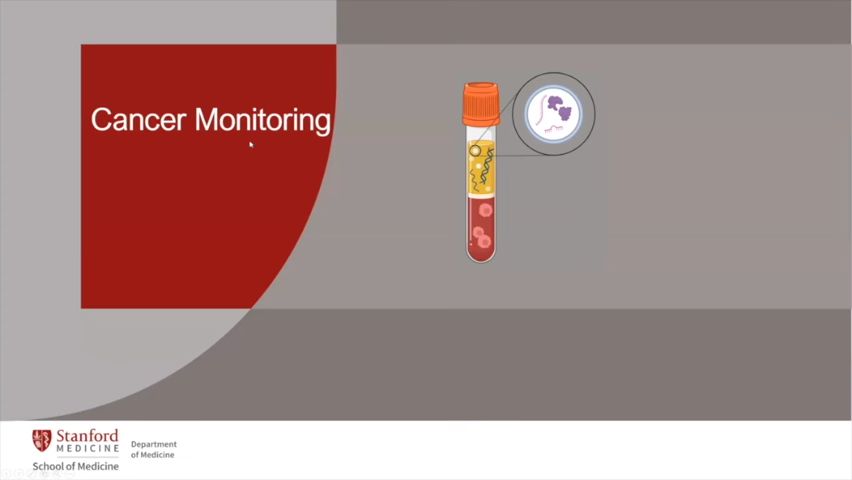 Cancer Monitoring
Stanford
MEDICINE
School of Medicine
Department
of Medicine